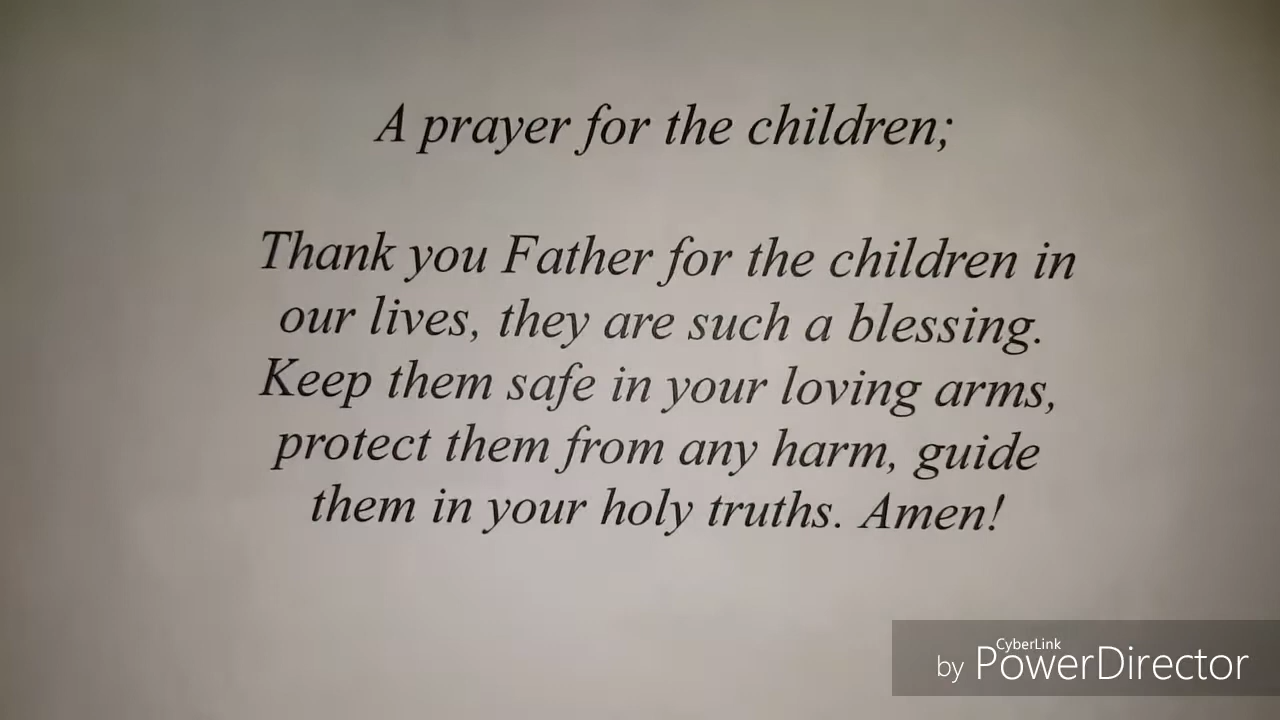 A prayer for the children;
Thank you Father for the children in
our lives, they are such a blessing.
Keep them safe in your loving arms,
protect them from any harm, guide
them in your holy truths. Amen!
CyberLink
by PowerDirector